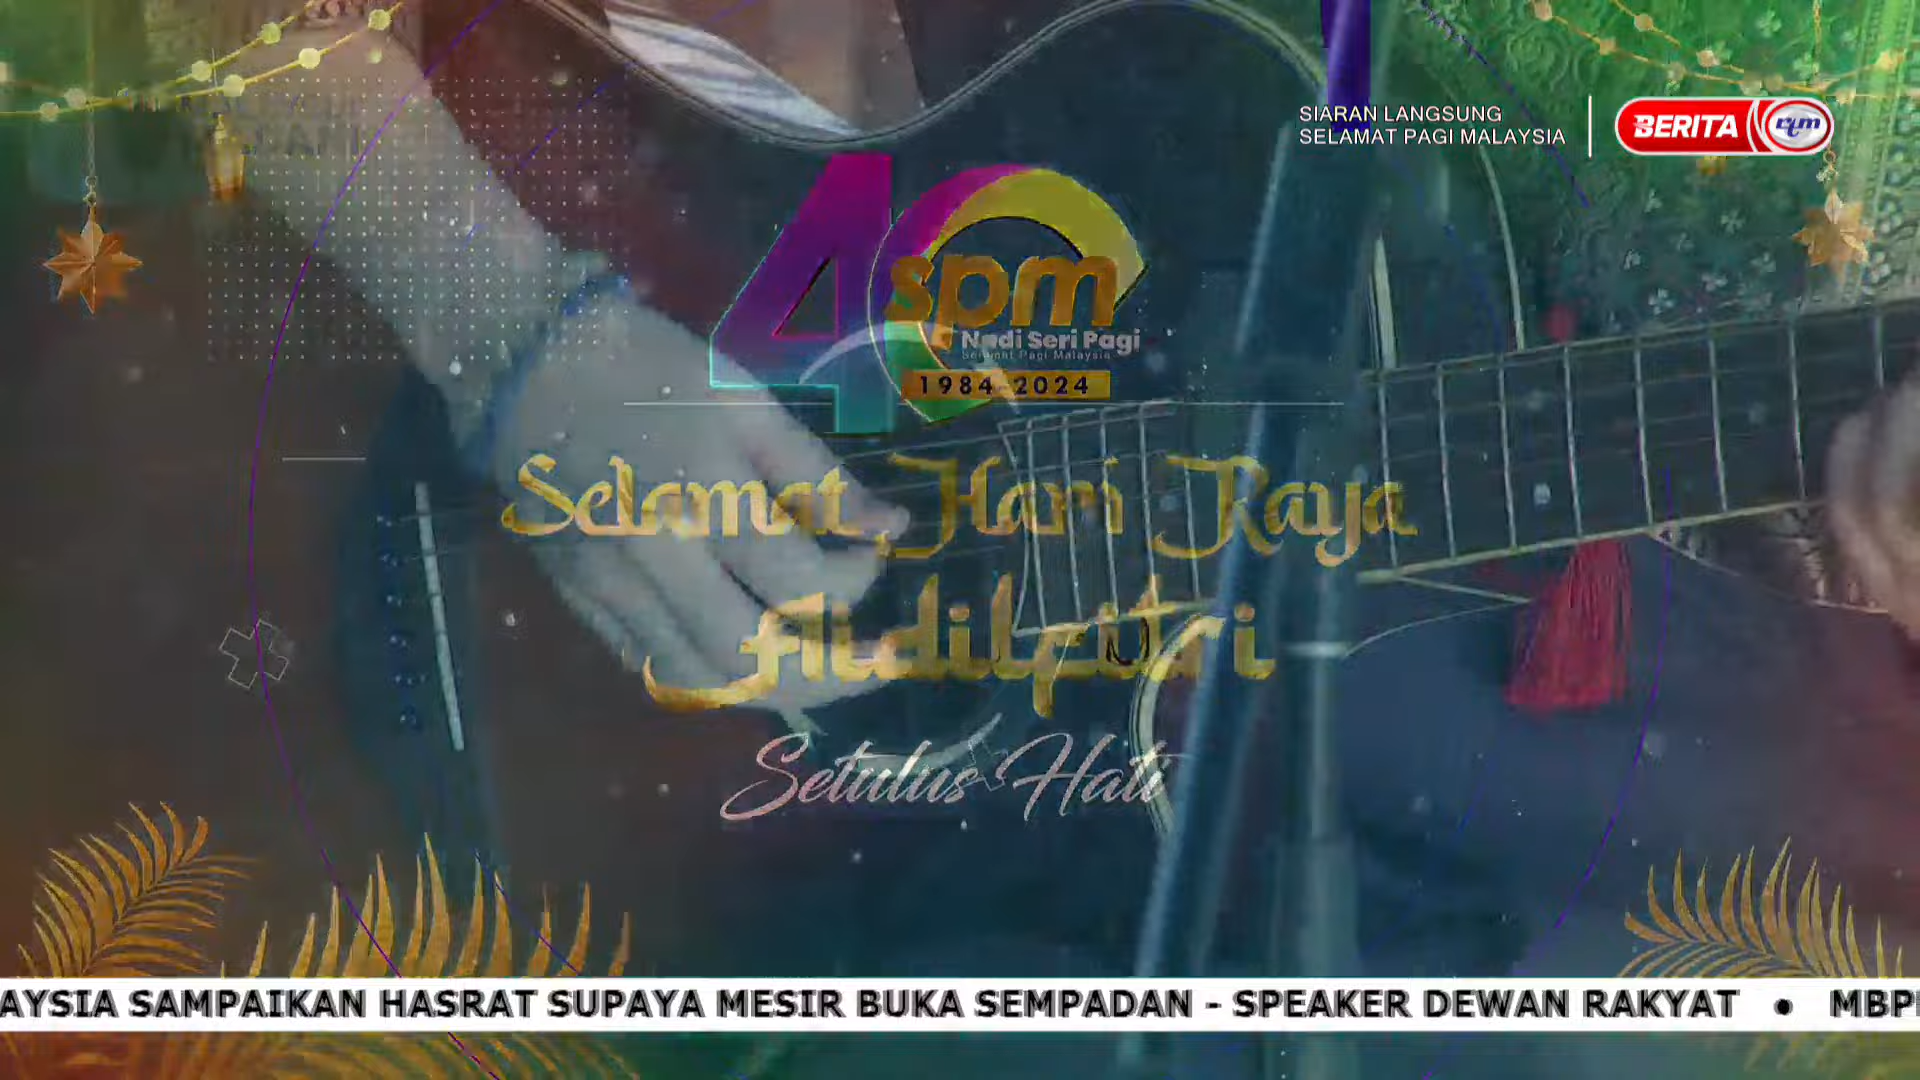 SIARAN LANGSUNG
SELAMAT PAGI MALAYSIA
BERITA rtm
40
spm
Nadi Seri Pagi
Selamat Pagi Malaysia
1984-2024
Selamat Hari Raya
Aidilfitri
Setulus Hati
AYSIA SAMPAIKAN HASRAT SUPAYA MESIR BUKA SEMPADAN - SPEAKER DEWAN RAKYAT • MBP